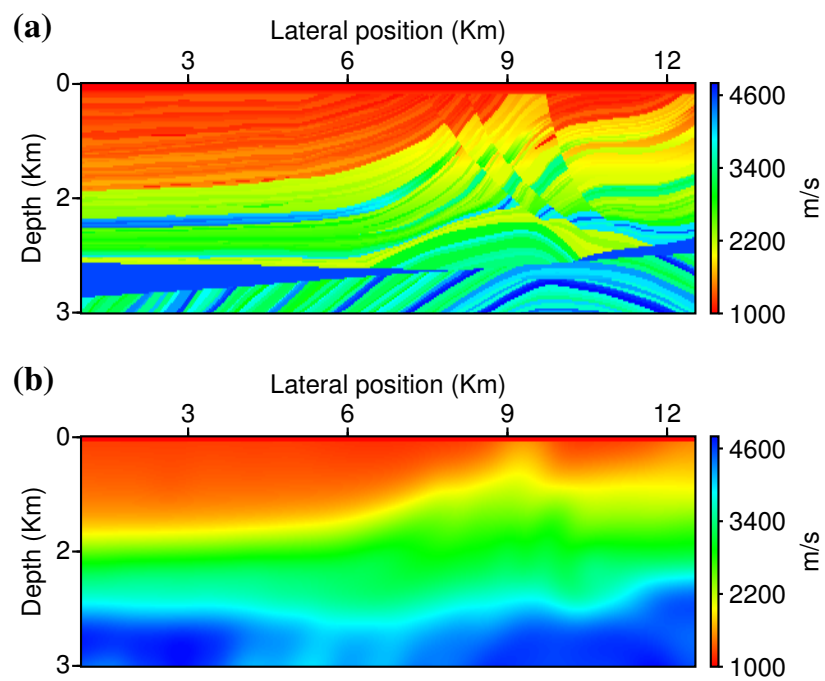 (a)
Lateral position (Km)
3 6 9 12
0
2
3
Depth (Km)
4600
3400
2200
1000
m/s
(b)
Lateral position (Km)
3 6 9 12
0
2
3
Depth (Km)
4600
3400
2200
1000
m/s